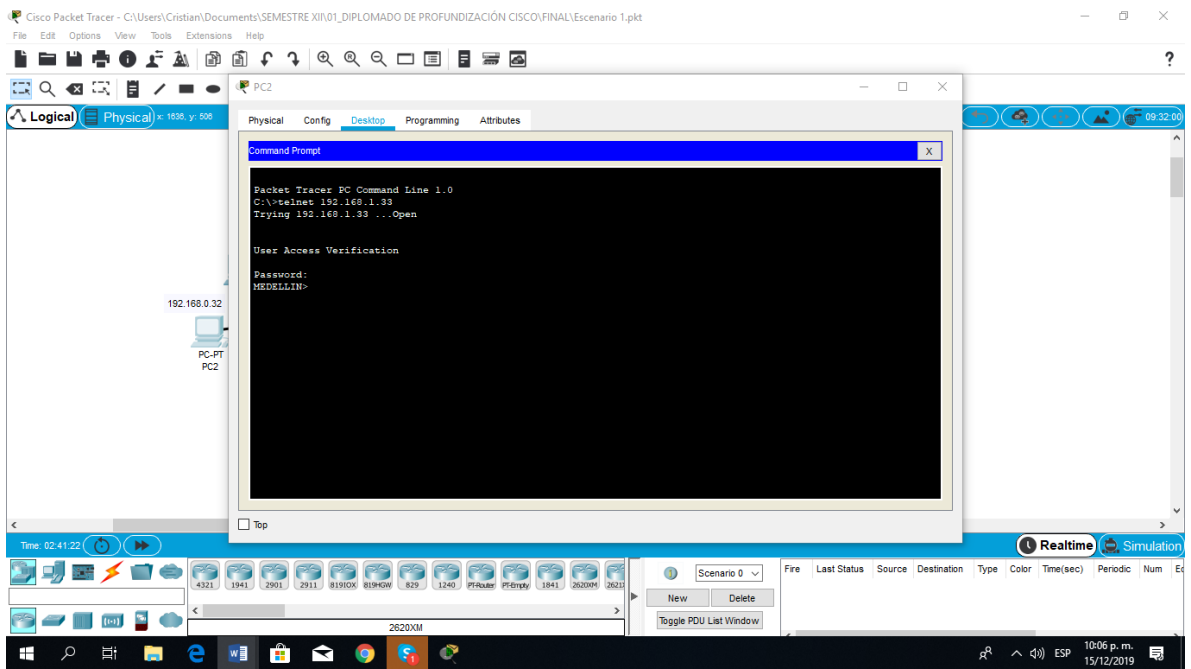 Cisco Packet Tracer - C:\Users\Cristian\Documents\SEMESTRE XII\01_DIPLOMADO DE PROFUNDIZACIÓN CISCO\FINAL\Escenario 1.pkt
File Edit Options View Tools Extensions Help
?
PC2
Logical Physical x: 1636, y: 506
09:32:00
Physical Config Desktop Programming Attributes
Command Prompt
X
Packet Tracer PC Command Line 1.0
C:\>telnet 192.168.1.33
Trying 192.168.1.33 ...Open
User Access Verification
Password:
MEDELLIN>
192.168.0.32
PC-PT
PC2
Top
Time: 02:41:22
Realtime Simulation
4321 1941 2901 2911 819IOX 819HGW 829 1240 PT-Router PT-Empty 1841 2620XM
2620XM
Scenario 0
New Delete
Toggle PDU List Window
Fire Last Status Source Destination Type Color Time(sec) Periodic Num
ESP
10:06 p. m.
15/12/2019